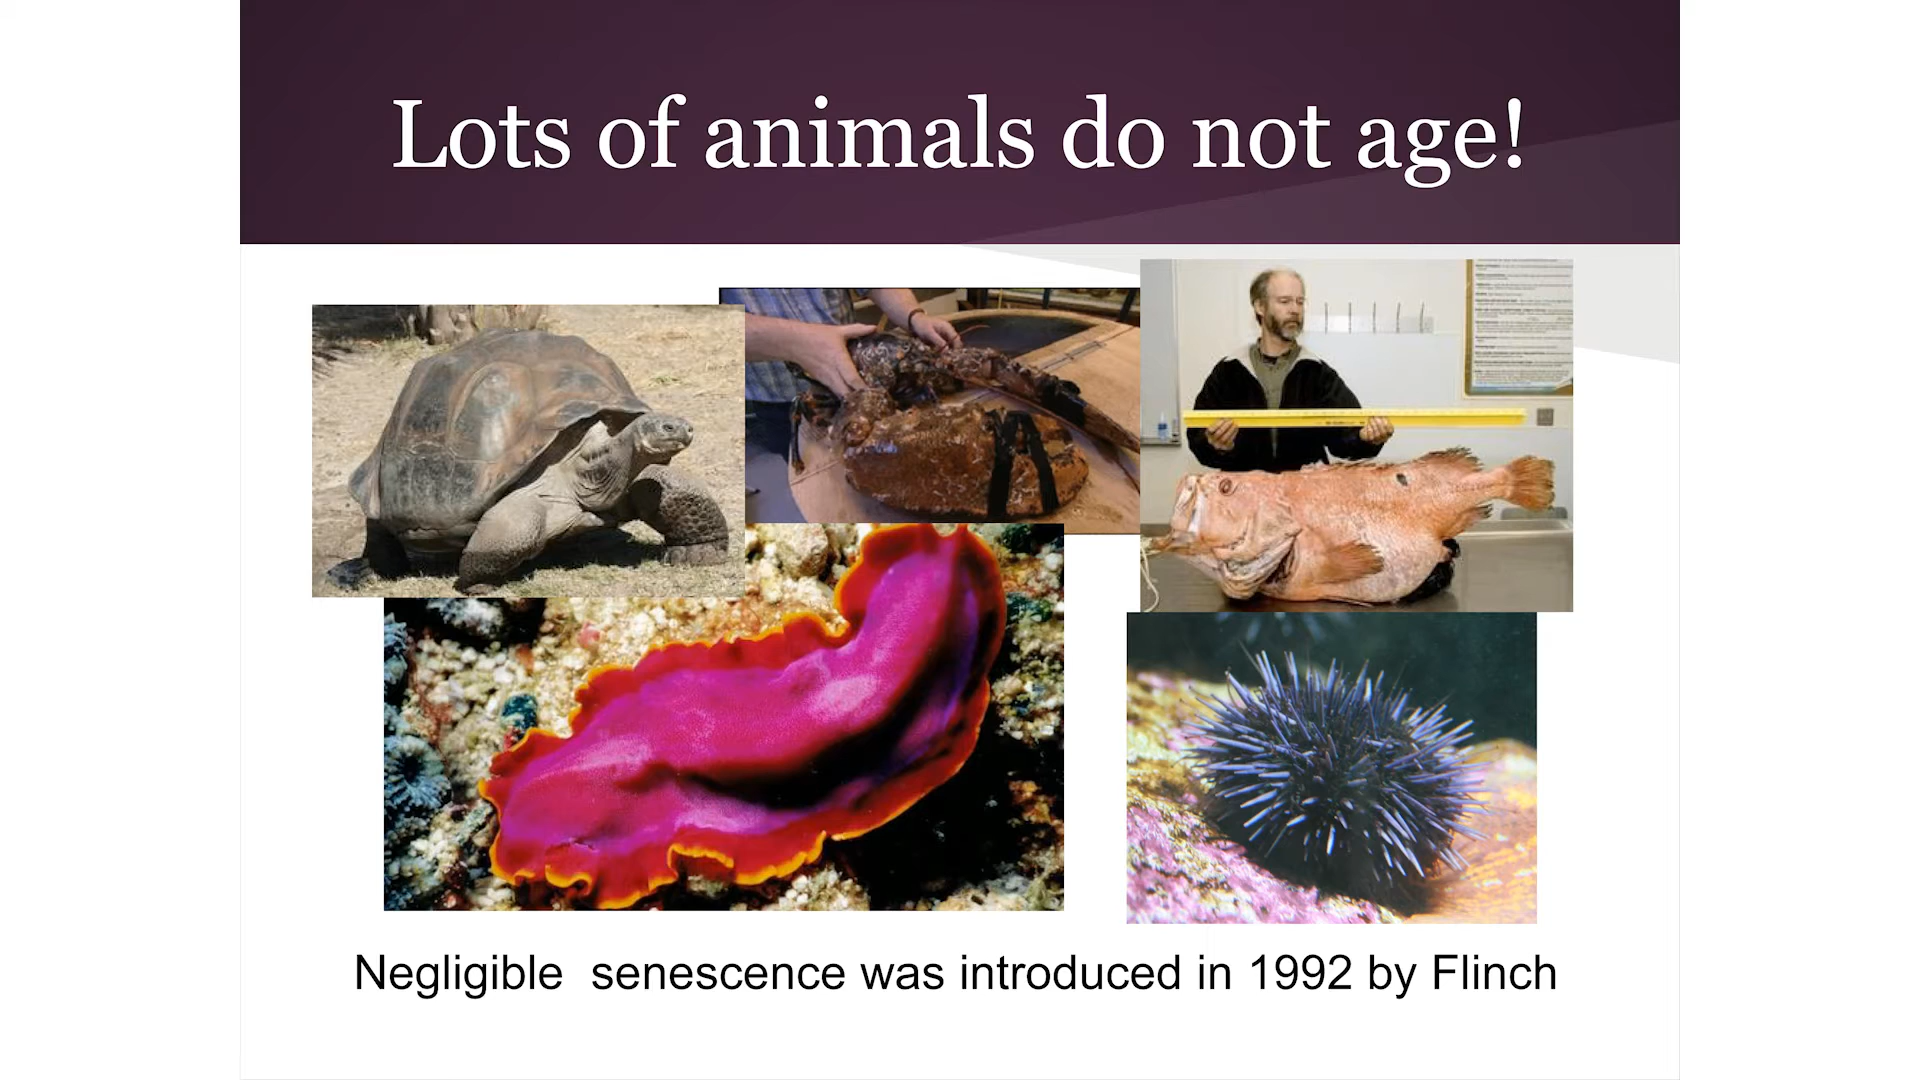 Lots of animals do not age!
Negligible  senescence was introduced in 1992 by Flinch